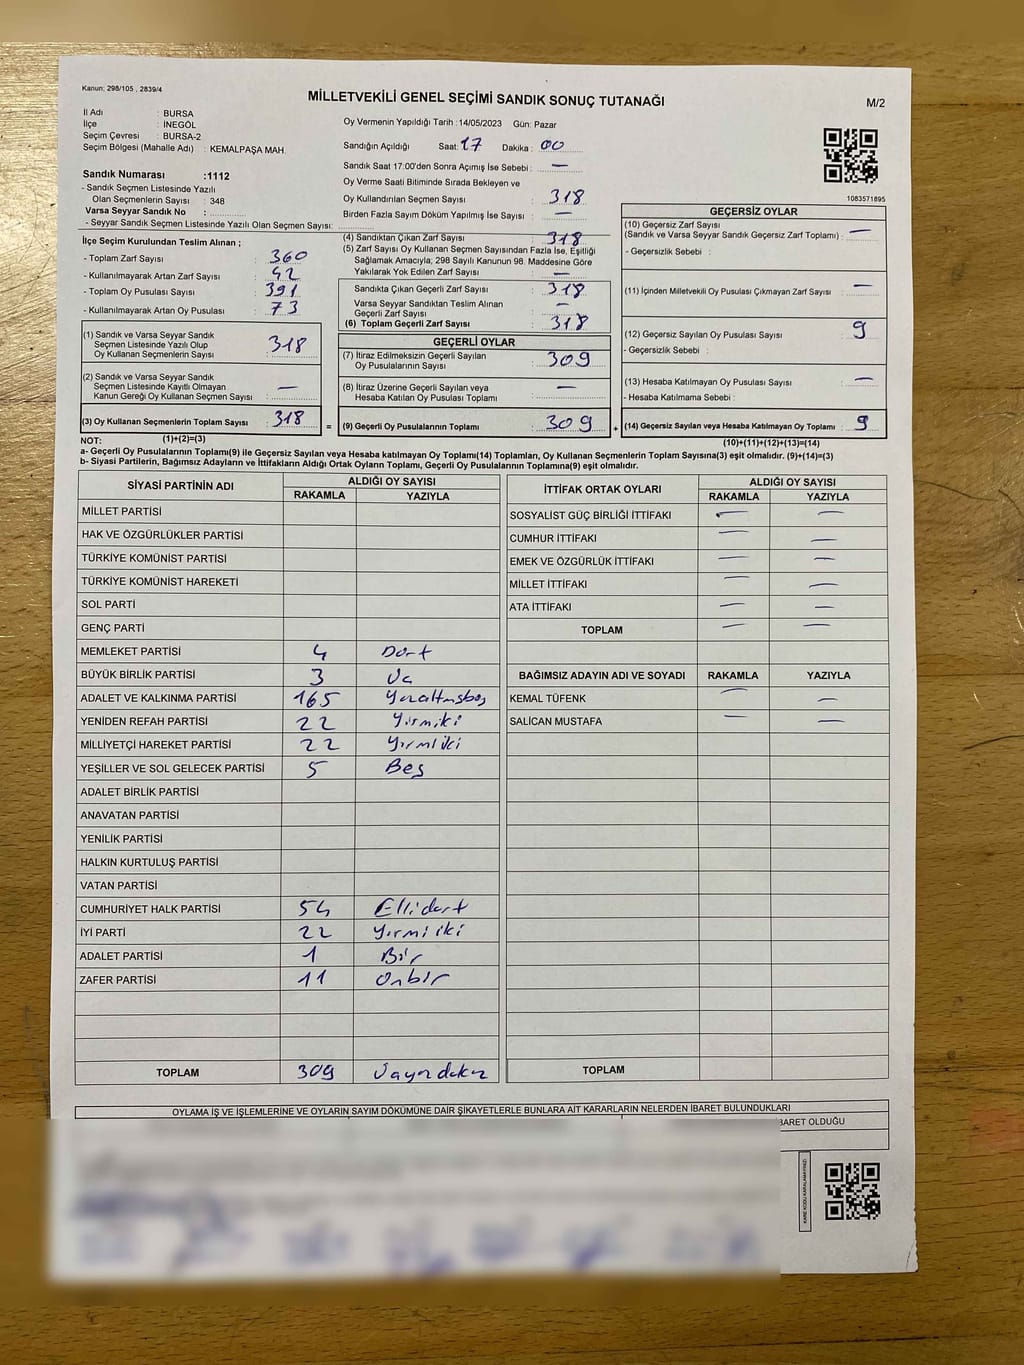 Kanun; 298/105 , 2839/4
MİLLETVEKİLİ GENEL SEÇİMİ SANDIK SONUÇ TUTANAĞI
M/2
İl Adı : BURSA
İlçe : İNEGÖL
Seçim Çevresi : BURSA-2
Seçim Bölgesi (Mahalle Adı) : KEMALPAŞA MAH.
Oy Vermenin Yapıldığı Tarih :14/05/2023 Gün: Pazar
Sandığın Açıldığı Saat: 17 Dakika : 00
Sandık Saat 17:00'den Sonra Açımış İse Sebebi : —
Oy Verme Saati Bitiminde Sırada Bekleyen ve
Oy Kullandırılan Seçmen Sayısı : 318
Birden Fazla Sayım Döküm Yapılmış İse Sayısı : —
Sandık Numarası :1112
- Sandık Seçmen Listesinde Yazılı
Olan Seçmenlerin Sayısı : 348
Varsa Seyyar Sandık No :
- Seyyar Sandık Seçmen Listesinde Yazılı Olan Seçmen Sayısı:
1083571895
İlçe Seçim Kurulundan Teslim Alınan ;
- Toplam Zarf Sayısı : 360
- Kullanılmayarak Artan Zarf Sayısı : 42
- Toplam Oy Pusulası Sayısı : 391
- Kullanılmayarak Artan Oy Pusulası : 73
(1) Sandık ve Varsa Seyyar Sandık
Seçmen Listesinde Yazılı Olup
Oy Kullanan Seçmenlerin Sayısı : 318
(2) Sandık ve Varsa Seyyar Sandık
Seçmen Listesinde Kayıtlı Olmayan
Kanun Gereği Oy Kullanan Seçmen Sayısı : —
(3) Oy Kullanan Seçmenlerin Toplam Sayısı : 318
(4) Sandıktan Çıkan Zarf Sayısı : 318
(5) Zarf Sayısı Oy Kullanan Seçmen Sayısından Fazla İse, Eşitliği
Sağlamak Amacıyla; 298 Sayılı Kanunun 98. Maddesine Göre
Yakılarak Yok Edilen Zarf Sayısı : —
Sandıkta Çıkan Geçerli Zarf Sayısı : 318
Varsa Seyyar Sandıktan Teslim Alınan
Geçerli Zarf Sayısı : —
(6) Toplam Geçerli Zarf Sayısı : 318
GEÇERLİ OYLAR
(7) İtiraz Edilmeksizin Geçerli Sayılan
Oy Pusulalarının Sayısı : 309
(8) İtiraz Üzerine Geçerli Sayılan veya
Hesaba Katılan Oy Pusulası Toplamı : —
= (9) Geçerli Oy Pusulalarının Toplamı : 309
GEÇERSİZ OYLAR
(10) Geçersiz Zarf Sayısı
(Sandık ve Varsa Seyyar Sandık Geçersiz Zarf Toplamı) : —
- Geçersizlik Sebebi :
(11) İçinden Milletvekili Oy Pusulası Çıkmayan Zarf Sayısı : —
(12) Geçersiz Sayılan Oy Pusulası Sayısı : 9
- Geçersizlik Sebebi :
(13) Hesaba Katılmayan Oy Pusulası Sayısı : —
- Hesaba Katılmama Sebebi :
+ (14) Geçersiz Sayılan veya Hesaba Katılmayan Oy Toplamı : 9
NOT: (1)+(2)=(3)
(10)+(11)+(12)+(13)=(14)
a- Geçerli Oy Pusulalarının Toplamı(9) ile Geçersiz Sayılan veya Hesaba Katılmayan Oy Toplamı(14) Toplamları, Oy Kullanan Seçmenlerin Toplam Sayısına(3) eşit olmalıdır. (9)+(14)=(3)
b- Siyasi Partilerin, Bağımsız Adayların ve İttifakların Aldığı Ortak Oyların Toplamı, Geçerli Oy Pusulalarının Toplamına(9) eşit olmalıdır.
SİYASİ PARTİNİN ADI ALDIĞI OY SAYISI
RAKAMLA YAZIYLA
MİLLET PARTİSİ
HAK VE ÖZGÜRLÜKLER PARTİSİ
TÜRKİYE KOMÜNİST PARTİSİ
TÜRKİYE KOMÜNİST HAREKETİ
SOL PARTİ
GENÇ PARTİ
MEMLEKET PARTİSİ 4 Dört
BÜYÜK BİRLİK PARTİSİ 3 Üç
ADALET VE KALKINMA PARTİSİ 165 Yüzaltmışbeş
YENİDEN REFAH PARTİSİ 22 Yirmiki
MİLLİYETÇİ HAREKET PARTİSİ 22 Yirmi iki
YEŞİLLER VE SOL GELECEK PARTİSİ 5 Beş
ADALET BİRLİK PARTİSİ
ANAVATAN PARTİSİ
YENİLİK PARTİSİ
HALKIN KURTULUŞ PARTİSİ
VATAN PARTİSİ
CUMHURİYET HALK PARTİSİ 54 Ellidört
İYİ PARTİ 22 Yirmi iki
ADALET PARTİSİ 1 Bir
ZAFER PARTİSİ 11 Onbir
TOPLAM 309
İTTİFAK ORTAK OYLARI ALDIĞI OY SAYISI
RAKAMLA YAZIYLA
SOSYALİST GÜÇ BİRLİĞİ İTTİFAKI — —
CUMHUR İTTİFAKI — —
EMEK VE ÖZGÜRLÜK İTTİFAKI — —
MİLLET İTTİFAKI — —
ATA İTTİFAKI — —
TOPLAM — —
BAĞIMSIZ ADAYIN ADI VE SOYADI RAKAMLA YAZIYLA
KEMAL TÜFENK — —
SALİCAN MUSTAFA — —
TOPLAM
OYLAMA İŞ VE İŞLEMLERİNE VE OYLARIN SAYIM DÖKÜMÜNE DAİR ŞİKAYETLERLE BUNLARA AİT KARARLARIN NELERDEN İBARET BULUNDUKLARI
BARET OLDUĞU
KARE KODU KARALAMAYINIZ!